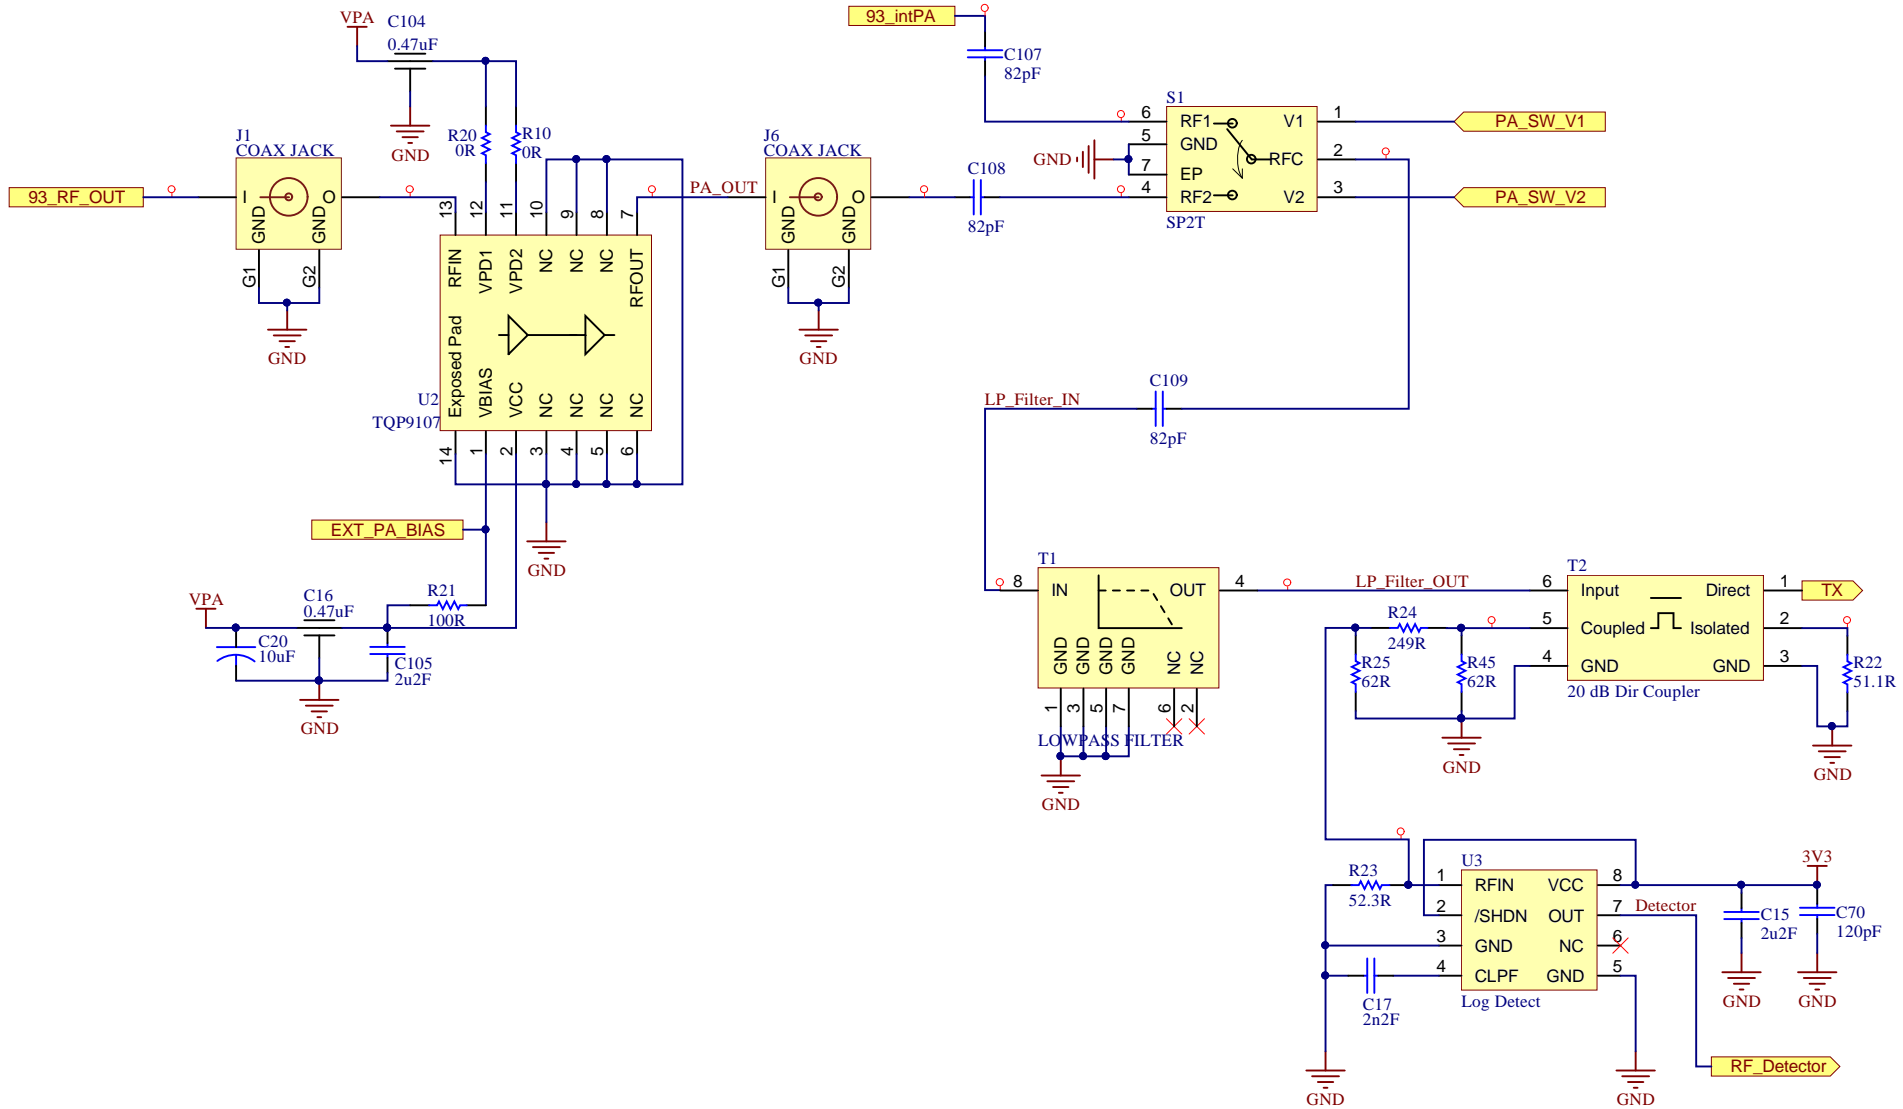 VPA
C104
0.47uF
GND
93_intPA
C107
82pF
J1
COAX JACK
93_RF_OUT
I
O
GND
GND
G1
G2
GND
R20
0R
R10
0R
13
12
11
10
9
8
7
RFIN
VPD1
VPD2
NC
NC
NC
RFOUT
Exposed Pad
VBIAS
VCC
NC
NC
NC
NC
U2
TQP9107
14
1
2
3
4
5
6
GND
PA_OUT
J6
COAX JACK
I
O
GND
GND
G1
G2
GND
C108
82pF
S1
6
5
7
4
RF1
GND
EP
RF2
V1
RFC
V2
1
2
3
SP2T
GND
PA_SW_V1
PA_SW_V2
LP_Filter_IN
C109
82pF
EXT_PA_BIAS
VPA
C16
0.47uF
R21
100R
C20
10uF
C105
2u2F
GND
T1
8
IN
OUT
4
GND
GND
GND
GND
NC
NC
1
3
5
7
6
2
LOWPASS FILTER
GND
LP_Filter_OUT
T2
6
5
4
Input
Coupled
GND
Direct
Isolated
GND
1
2
3
20 dB Dir Coupler
TX
R24
249R
R25
62R
R45
62R
GND
R22
51.1R
GND
R23
52.3R
U3
1
2
3
4
RFIN
/SHDN
GND
CLPF
VCC
OUT
NC
GND
8
7
6
5
Log Detect
C17
2n2F
GND
GND
Detector
3V3
C15
2u2F
C70
120pF
GND
GND
RF_Detector